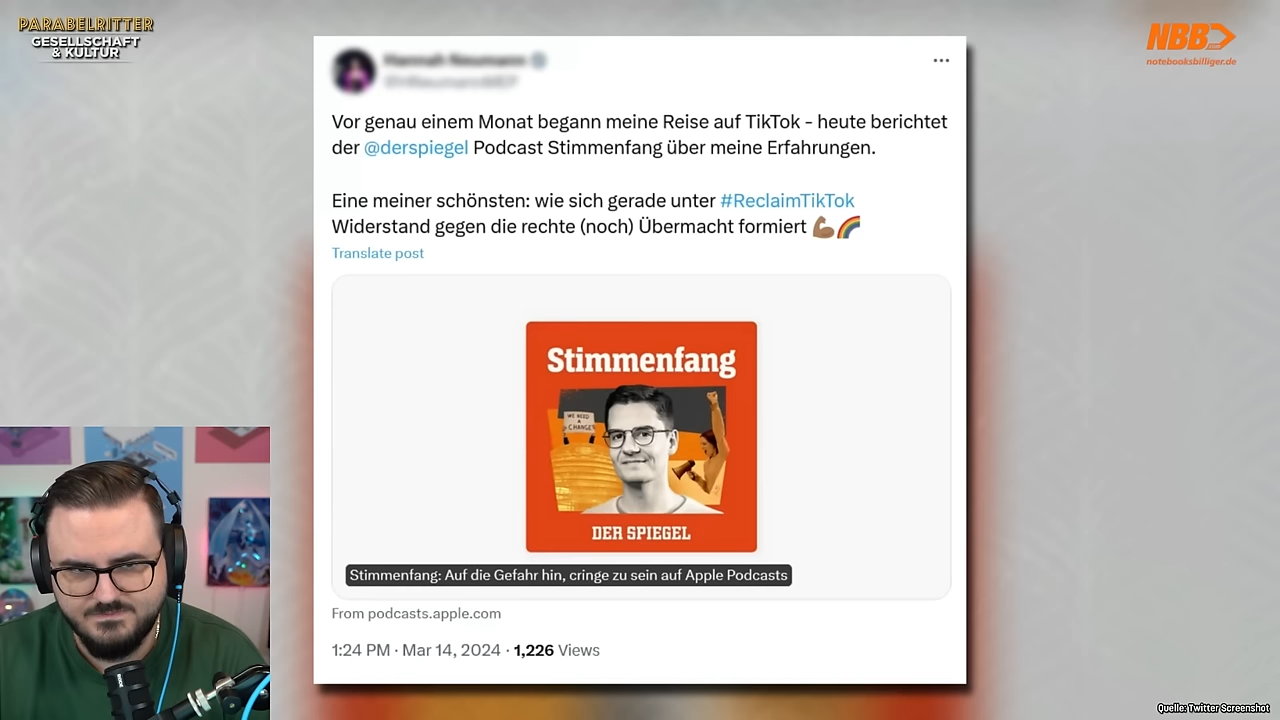 PARABELRITTER
GESELLSCHAFT
& KULTUR
NBB
notebooksbilliger.de
Vor genau einem Monat begann meine Reise auf TikTok – heute berichtet
der @derspiegel Podcast Stimmenfang über meine Erfahrungen.
Eine meiner schönsten: wie sich gerade unter #ReclaimTikTok
Widerstand gegen die rechte (noch) Übermacht formiert 💪🏽🌈
Translate post
Stimmenfang
WE NEED
A
CHANGE
DER SPIEGEL
Stimmenfang: Auf die Gefahr hin, cringe zu sein auf Apple Podcasts
From podcasts.apple.com
1:24 PM · Mar 14, 2024 · 1,226 Views
Quelle: Twitter Screenshot